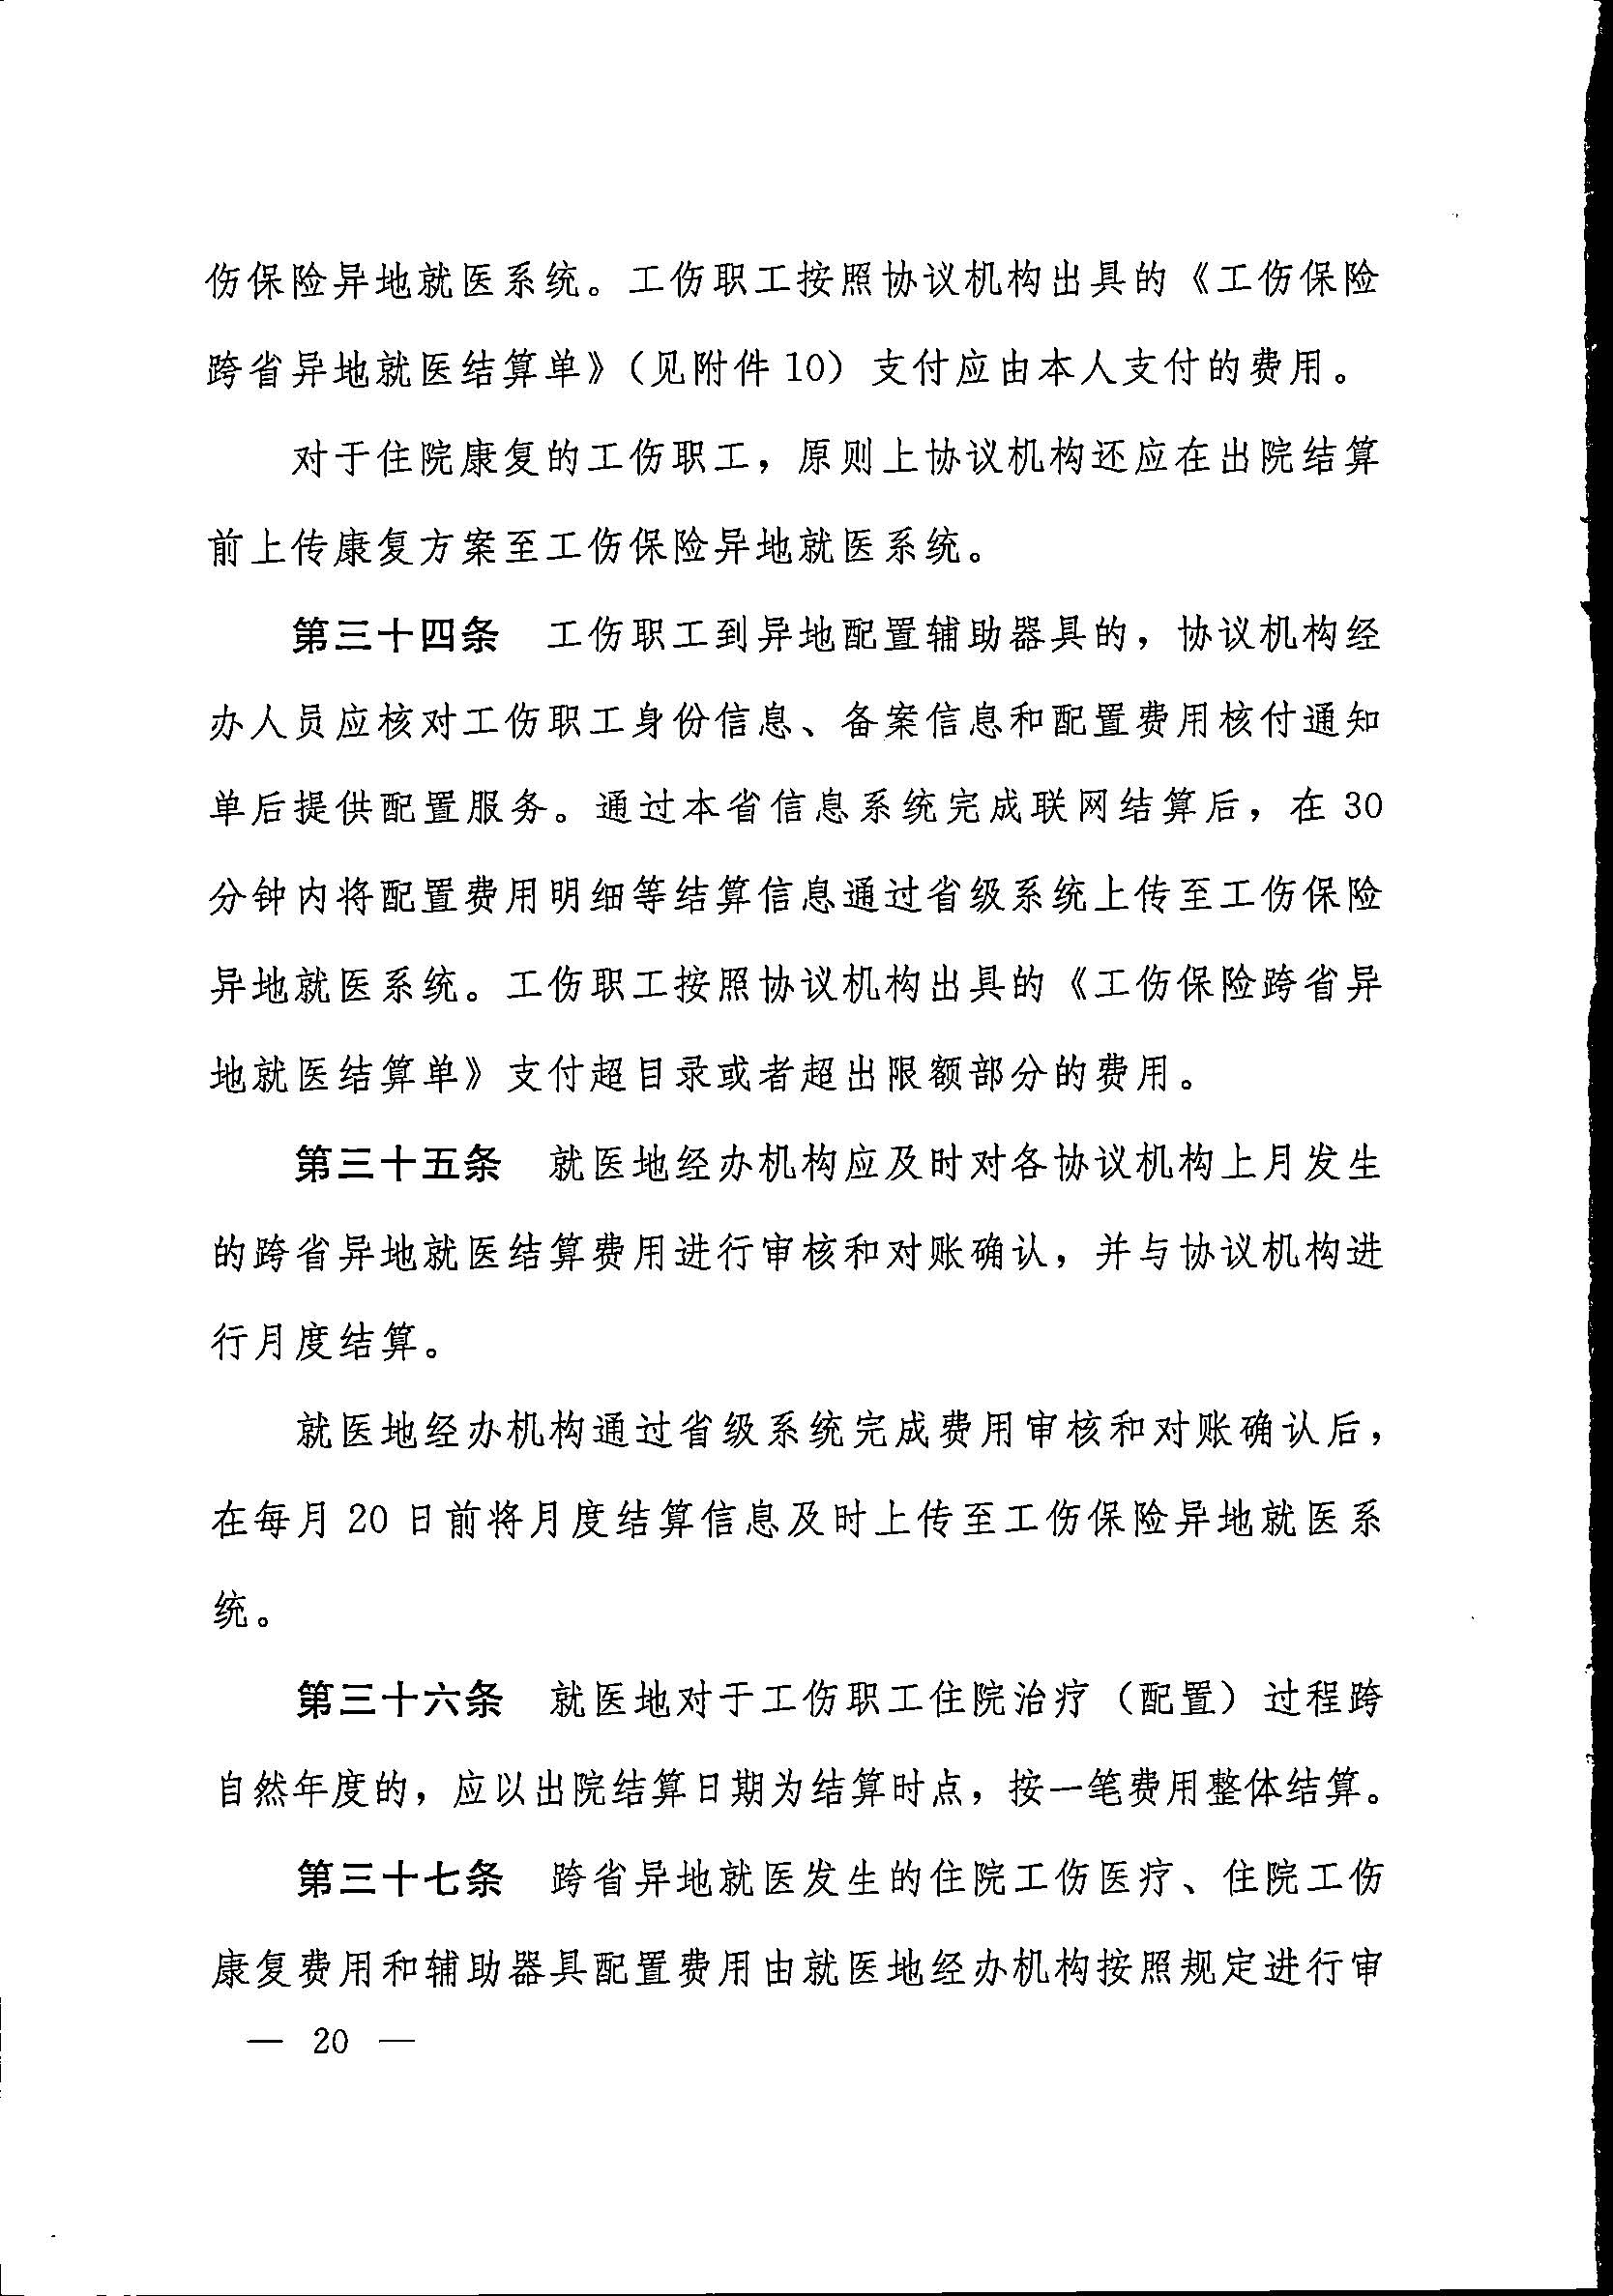 伤保险异地就医系统。工伤职工按照协议机构出具的《工伤保险
跨省异地就医结算单》（见附件 10）支付应由本人支付的费用。
对于住院康复的工伤职工，原则上协议机构还应在出院结算
前上传康复方案至工伤保险异地就医系统。
第三十四条　工伤职工到异地配置辅助器具的，协议机构经
办人员应核对工伤职工身份信息、备案信息和配置费用核付通知
单后提供配置服务。通过本省信息系统完成联网结算后，在 30
分钟内将配置费用明细等结算信息通过省级系统上传至工伤保险
异地就医系统。工伤职工按照协议机构出具的《工伤保险跨省异
地就医结算单》支付超目录或者超出限额部分的费用。
第三十五条　就医地经办机构应及时对各协议机构上月发生
的跨省异地就医结算费用进行审核和对账确认，并与协议机构进
行月度结算。
就医地经办机构通过省级系统完成费用审核和对账确认后，
在每月 20 日前将月度结算信息及时上传至工伤保险异地就医系
统。
第三十六条　就医地对于工伤职工住院治疗（配置）过程跨
自然年度的，应以出院结算日期为结算时点，按一笔费用整体结算。
第三十七条　跨省异地就医发生的住院工伤医疗、住院工伤
康复费用和辅助器具配置费用由就医地经办机构按照规定进行审
— 20 —